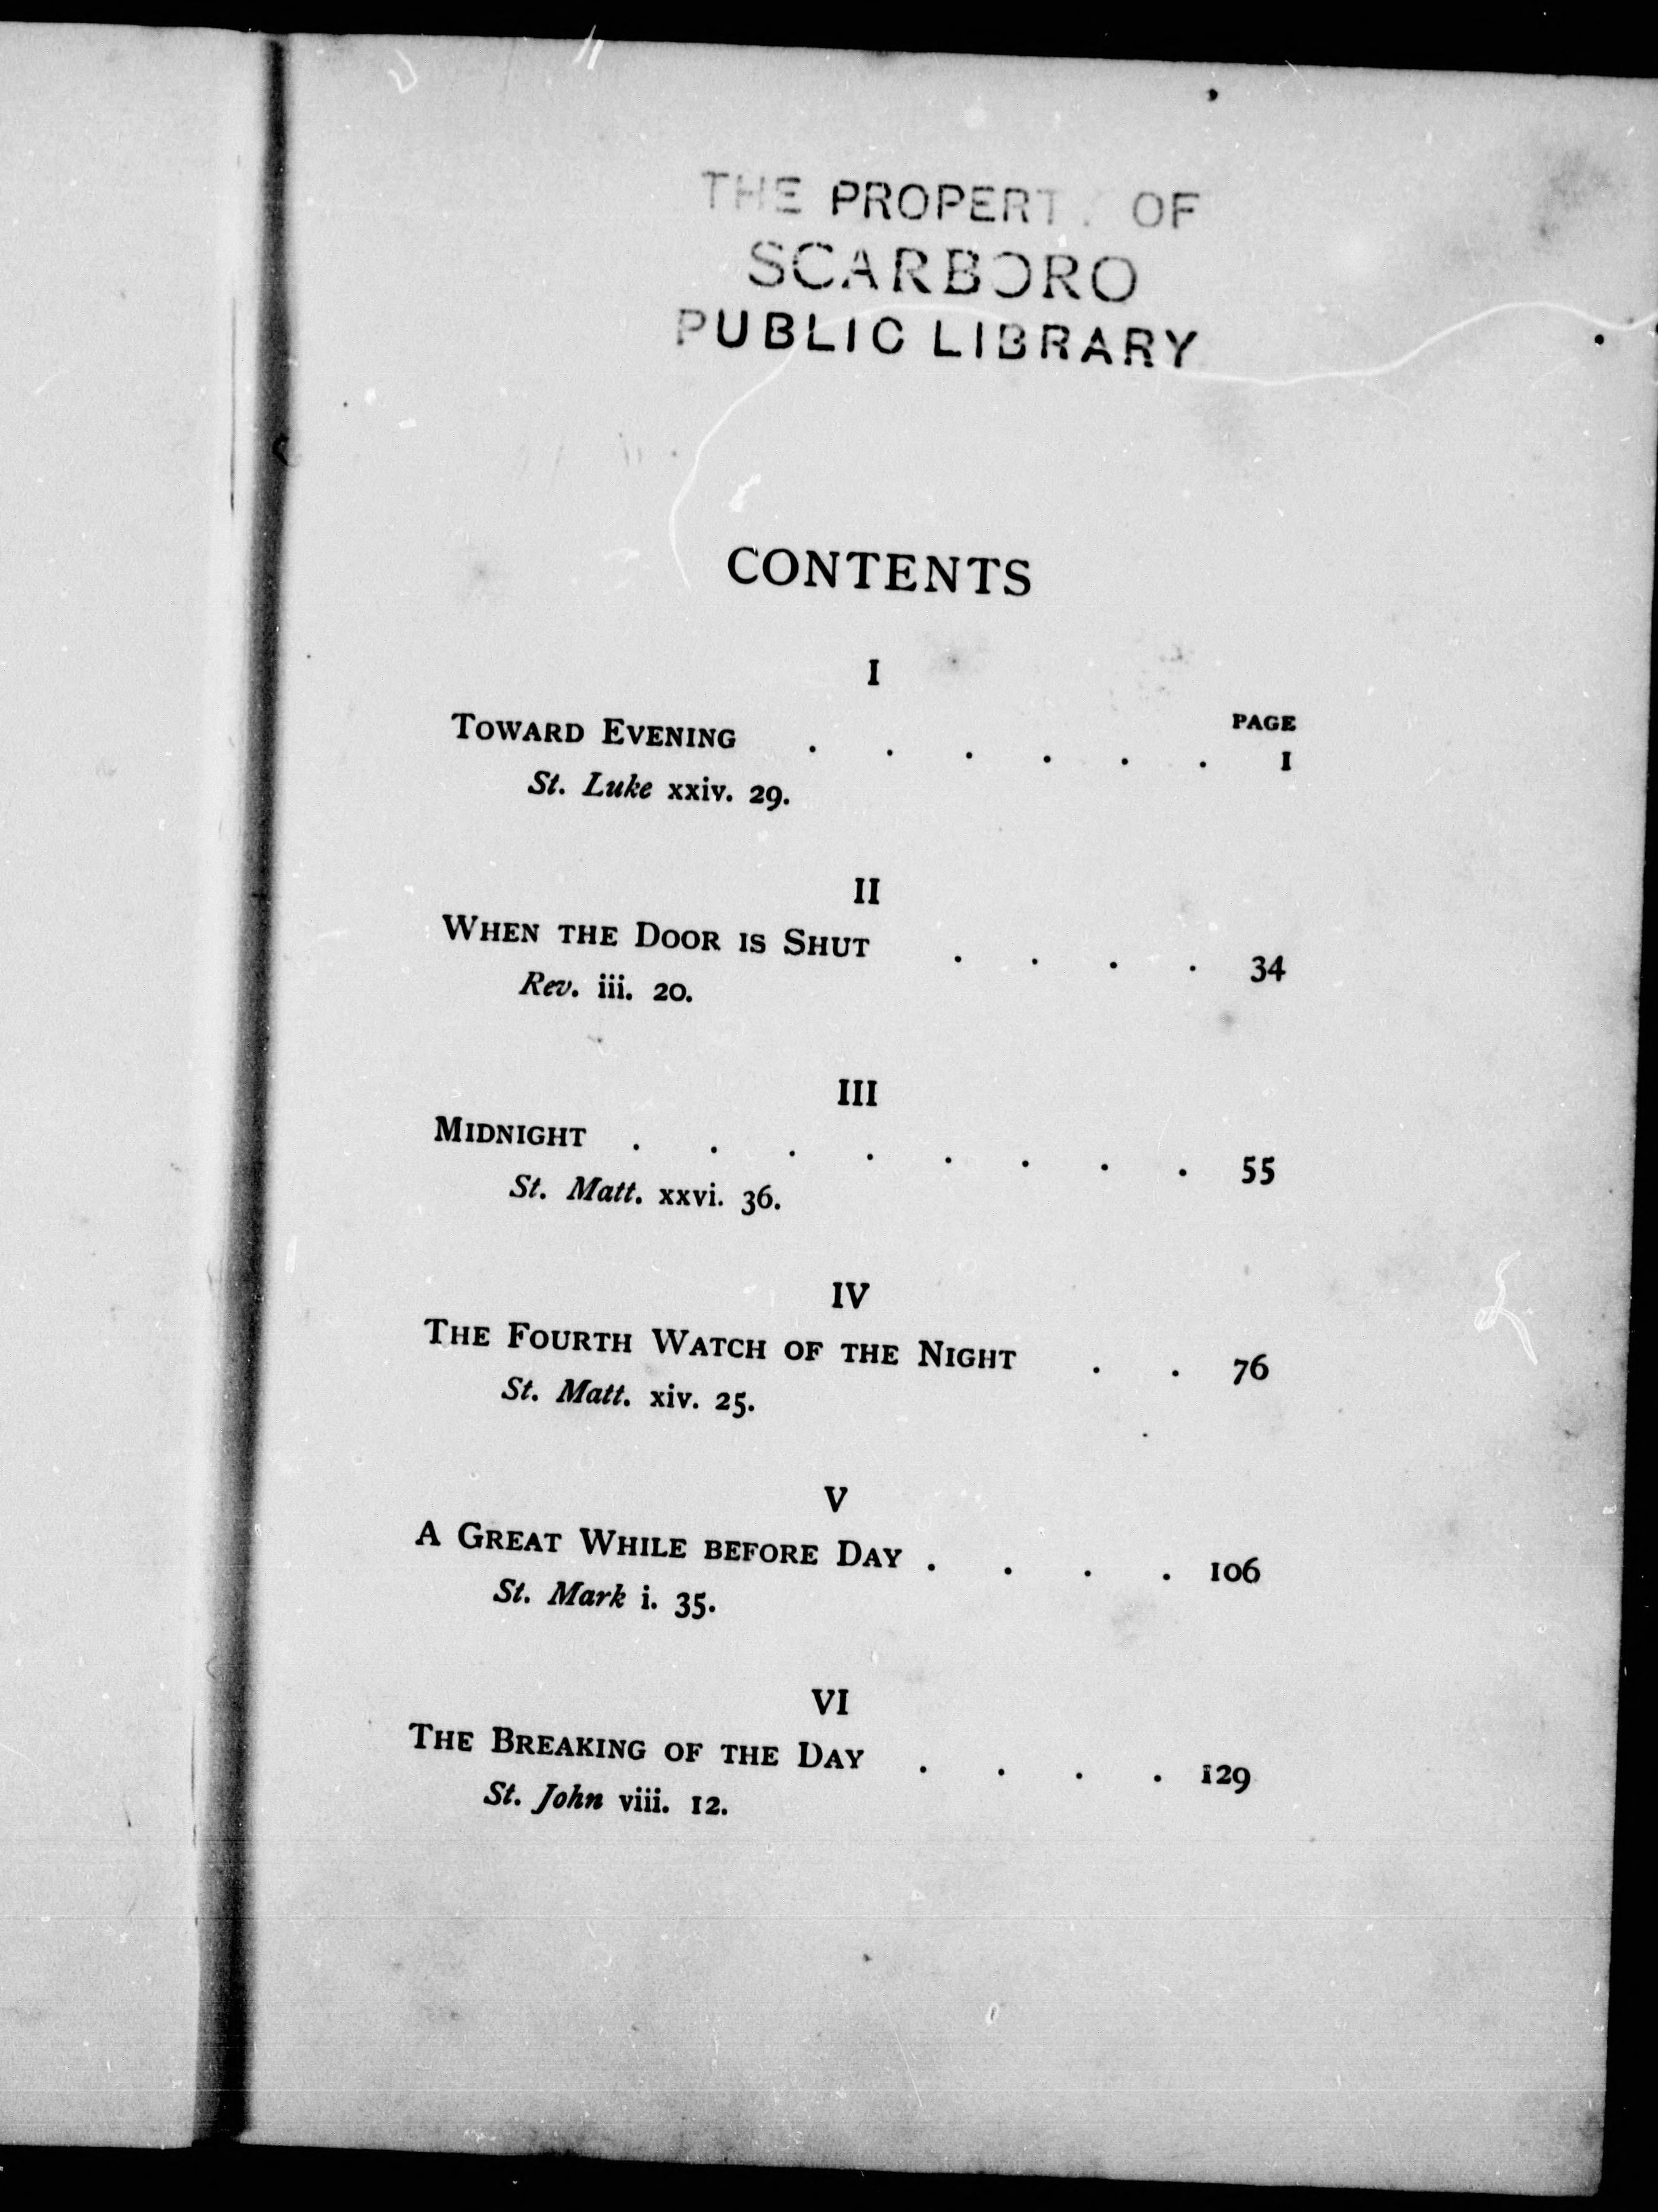 THE PROPERT OF
SCARBORO
PUBLIC LIBRARY
CONTENTS
I
PAGE
TOWARD EVENING . . . . . . 1
St. Luke xxiv. 29.
II
WHEN THE DOOR IS SHUT . . . . 34
Rev. iii. 20.
III
MIDNIGHT . . . . . . . . 55
St. Matt. xxvi. 36.
IV
THE FOURTH WATCH OF THE NIGHT . . 76
St. Matt. xiv. 25.
V
A GREAT WHILE BEFORE DAY . . . . 106
St. Mark i. 35.
VI
THE BREAKING OF THE DAY . . . . 129
St. John viii. 12.